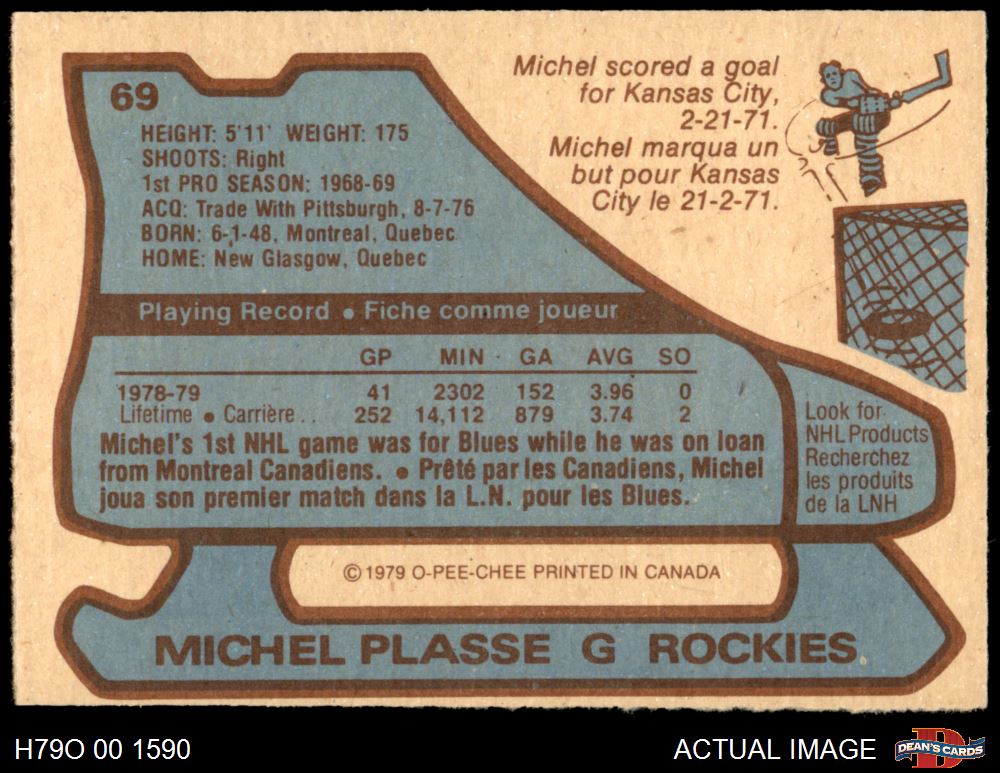 69
HEIGHT: 5'11' WEIGHT: 175
SHOOTS: Right
1st PRO SEASON: 1968-69
ACQ: Trade With Pittsburgh, 8-7-76
BORN: 6-1-48, Montreal, Quebec
HOME: New Glasgow, Quebec
Michel scored a goal
for Kansas City,
2-21-71.
Michel marqua un
but pour Kansas
City le 21-2-71.
Playing Record • Fiche comme joueur
GP MIN GA AVG SO
1978-79 41 2302 152 3.96 0
Lifetime • Carrière . . 252 14,112 879 3.74 2
Michel's 1st NHL game was for Blues while he was on loan
from Montreal Canadiens. • Prêté par les Canadiens, Michel
joua son premier match dans la L.N. pour les Blues.
Look for
NHL Products
Recherchez
les produits
de la LNH
© 1979 O-PEE-CHEE PRINTED IN CANADA
MICHEL PLASSE G ROCKIES
H79O 00 1590
ACTUAL IMAGE
D
DEAN'S CARDS